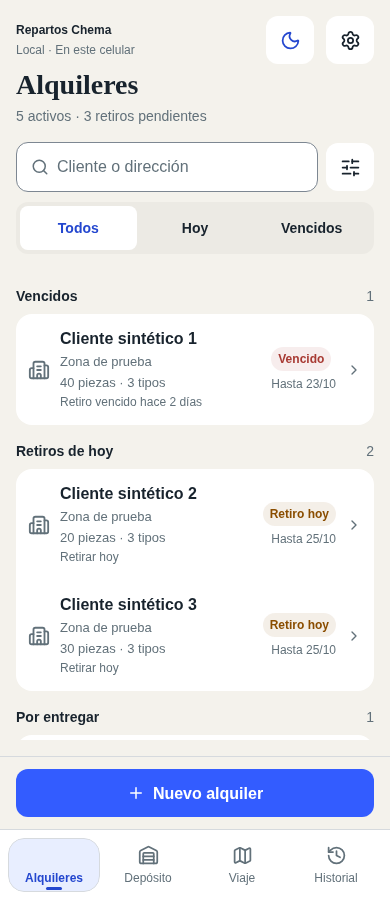 Repartos Chema
Local · En este celular
Alquileres
5 activos · 3 retiros pendientes
Cliente o dirección
Todos
Hoy
Vencidos
Vencidos
1
Cliente sintético 1
Zona de prueba
40 piezas · 3 tipos
Retiro vencido hace 2 días
Vencido
Hasta 23/10
Retiros de hoy
2
Cliente sintético 2
Zona de prueba
20 piezas · 3 tipos
Retirar hoy
Retiro hoy
Hasta 25/10
Cliente sintético 3
Zona de prueba
30 piezas · 3 tipos
Retirar hoy
Retiro hoy
Hasta 25/10
Por entregar
1
Nuevo alquiler
Alquileres
Depósito
Viaje
Historial